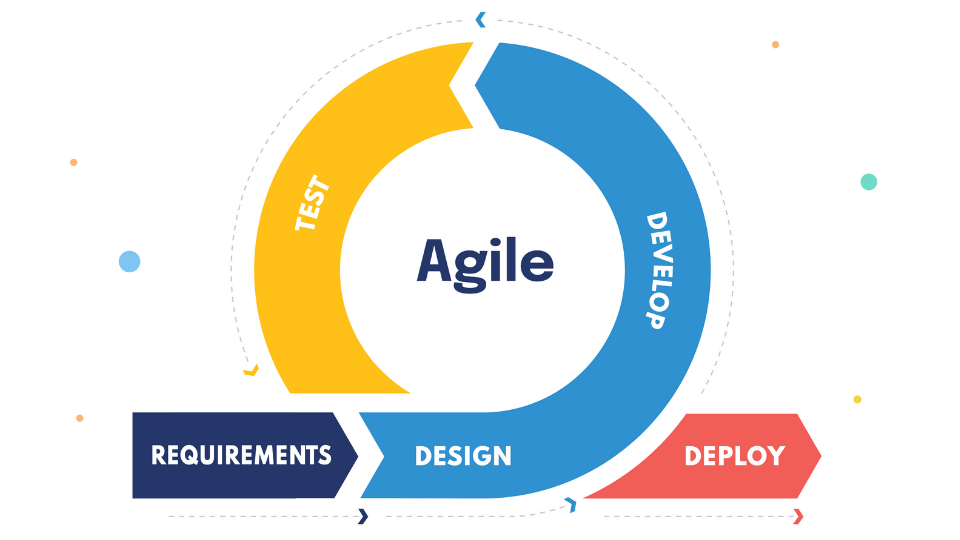 Agile
REQUIREMENTS
DESIGN
DEVELOP
TEST
DEPLOY